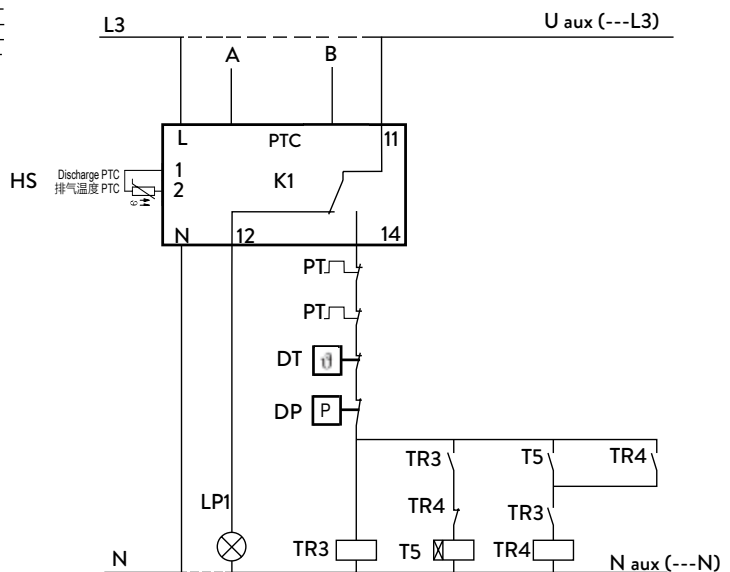 L3
U aux (---L3)
A
B
L
PTC
11
1
K1
2
HS
Discharge PTC
排气温度 PTC
N
12
14
PT
PT
DT
ϑ
DP
P
TR3
T5
TR4
TR4
TR3
LP1
TR3
T5
TR4
N
N aux (---N)